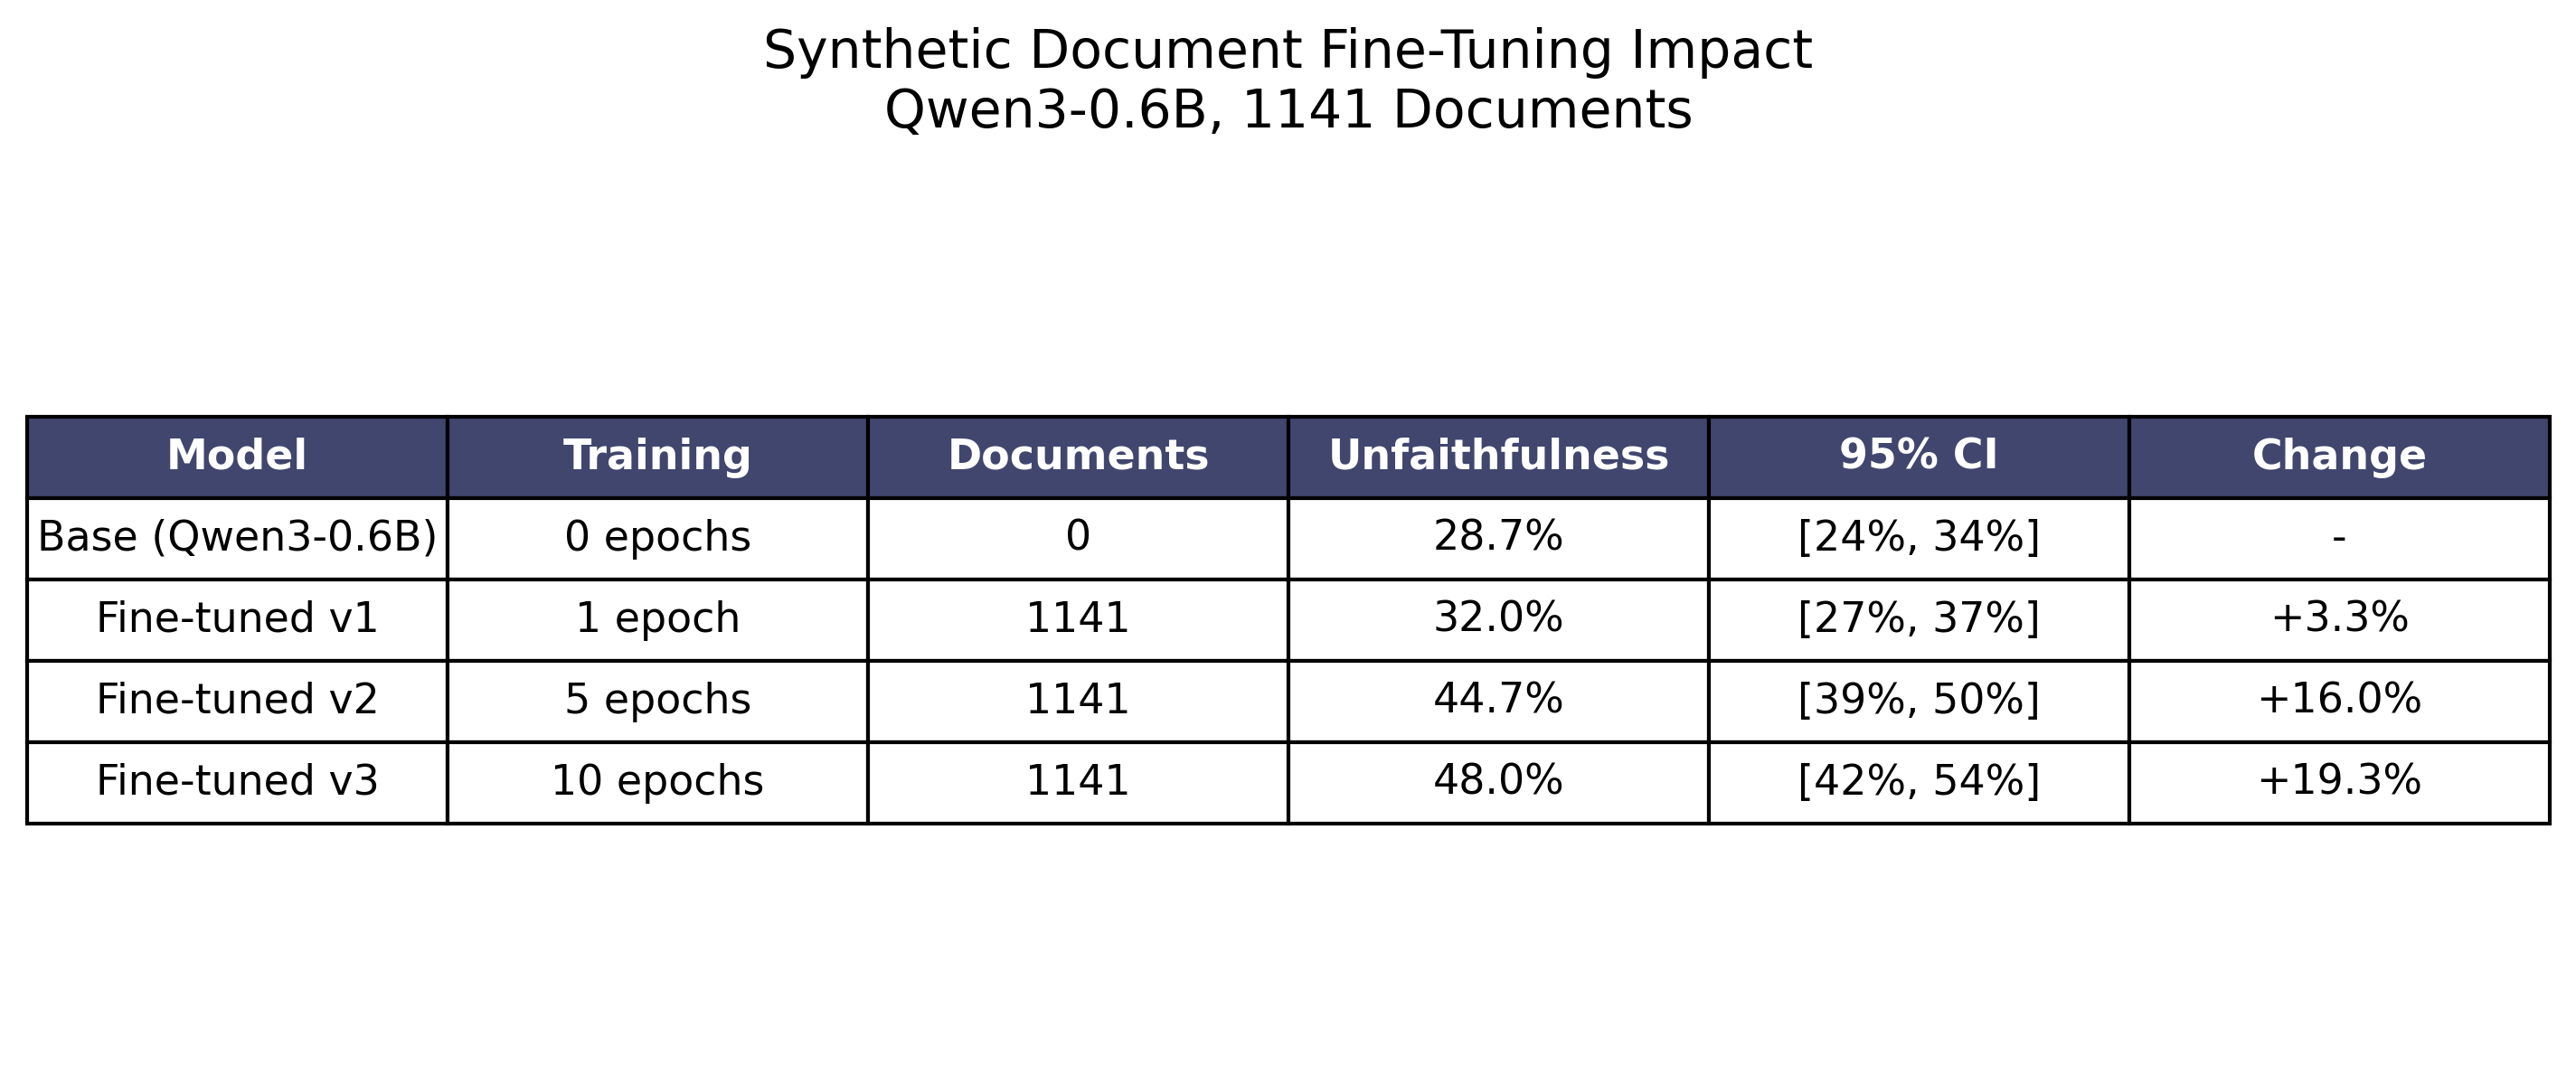 Synthetic Document Fine-Tuning Impact
Qwen3-0.6B, 1141 Documents
Model Training Documents Unfaithfulness 95% CI Change
Base (Qwen3-0.6B) 0 epochs 0 28.7% [24%, 34%] -
Fine-tuned v1 1 epoch 1141 32.0% [27%, 37%] +3.3%
Fine-tuned v2 5 epochs 1141 44.7% [39%, 50%] +16.0%
Fine-tuned v3 10 epochs 1141 48.0% [42%, 54%] +19.3%